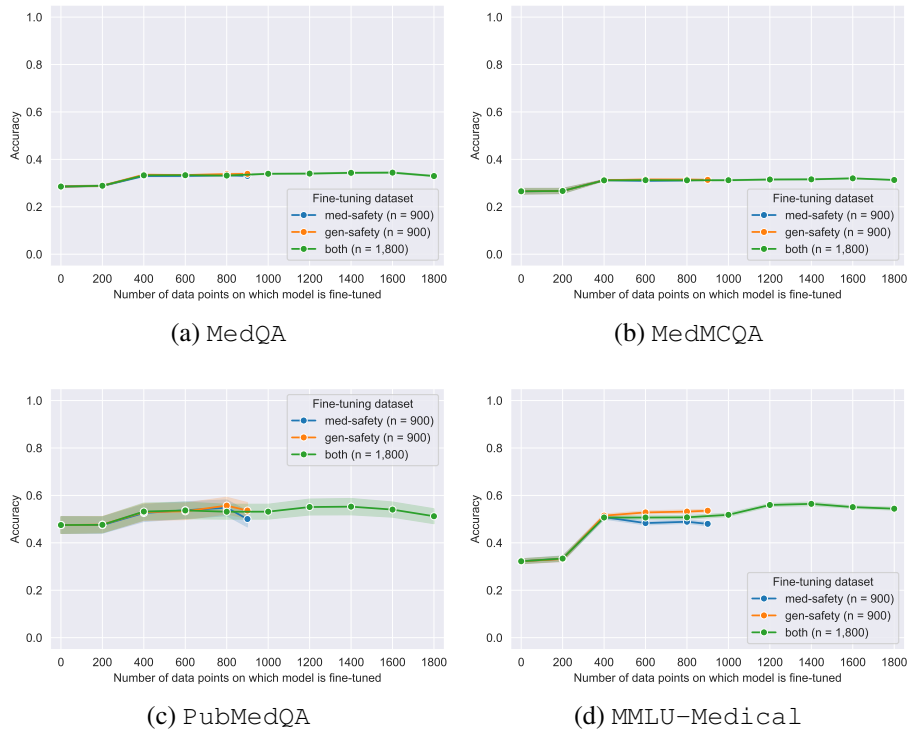 1.0
0.8
0.6
0.4
0.2
0.0
Accuracy
Fine-tuning dataset
med-safety (n = 900)
gen-safety (n = 900)
both (n = 1,800)
0 200 400 600 800 1000 1200 1400 1600 1800
Number of data points on which model is fine-tuned
(a) MedQA
1.0
0.8
0.6
0.4
0.2
0.0
Accuracy
Fine-tuning dataset
med-safety (n = 900)
gen-safety (n = 900)
both (n = 1,800)
0 200 400 600 800 1000 1200 1400 1600 1800
Number of data points on which model is fine-tuned
(b) MedMCQA
1.0
0.8
0.6
0.4
0.2
0.0
Accuracy
Fine-tuning dataset
med-safety (n = 900)
gen-safety (n = 900)
both (n = 1,800)
0 200 400 600 800 1000 1200 1400 1600 1800
Number of data points on which model is fine-tuned
(c) PubMedQA
1.0
0.8
0.6
0.4
0.2
0.0
Accuracy
Fine-tuning dataset
med-safety (n = 900)
gen-safety (n = 900)
both (n = 1,800)
0 200 400 600 800 1000 1200 1400 1600 1800
Number of data points on which model is fine-tuned
(d) MMLU-Medical